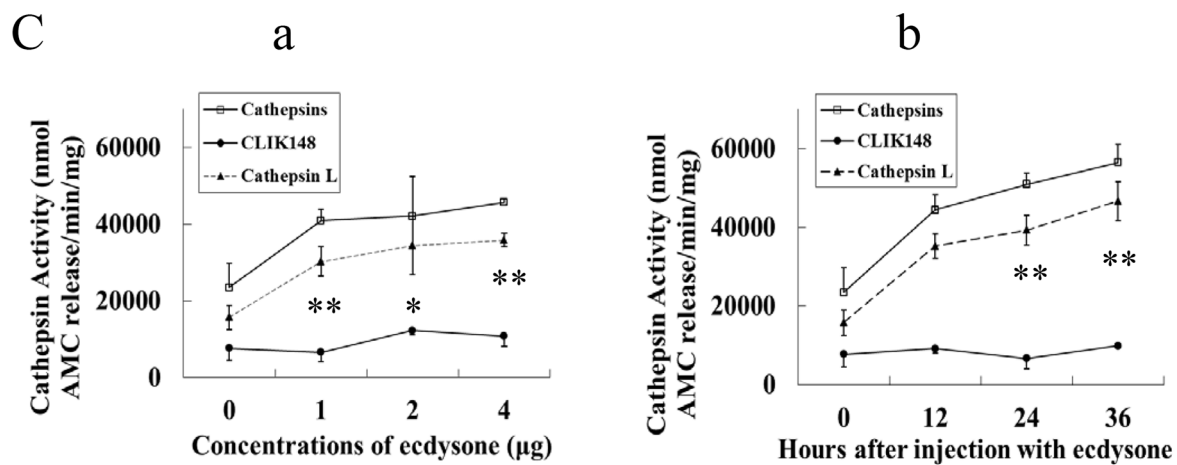 C
a
b
Cathepsin Activity (nmol
AMC release/min/mg)
60000
40000
20000
0
Cathepsins
CLIK148
Cathepsin L
**
*
**
0
1
2
4
Concentrations of ecdysone (μg)
Cathepsin Activity (nmol
AMC release/min/mg)
60000
40000
20000
0
Cathepsins
CLIK148
Cathepsin L
**
**
0
12
24
36
Hours after injection with ecdysone